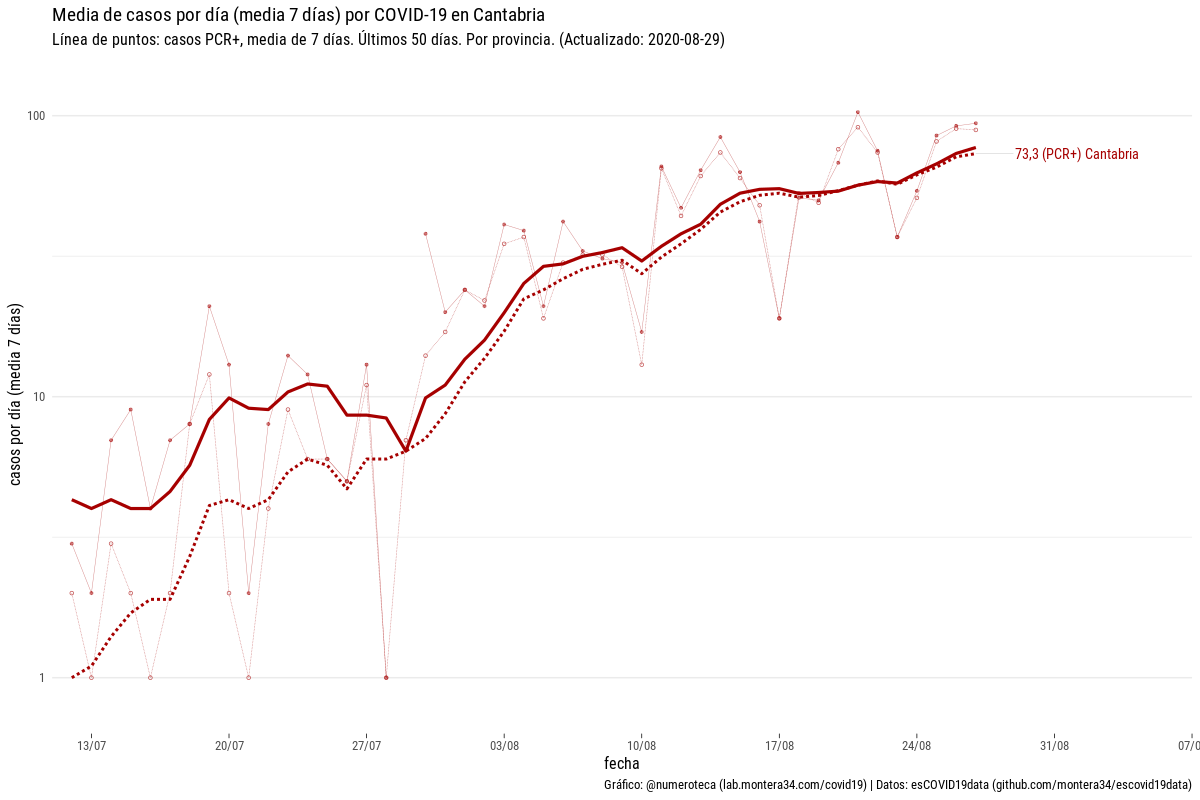 Media de casos por día (media 7 días) por COVID-19 en Cantabria
Línea de puntos: casos PCR+, media de 7 días. Últimos 50 días. Por provincia. (Actualizado: 2020-08-29)
casos por día (media 7 días)
100
10
1
73,3 (PCR+) Cantabria
13/07
20/07
27/07
03/08
10/08
17/08
24/08
31/08
07/0
fecha
Gráfico: @numeroteca (lab.montera34.com/covid19) | Datos: esCOVID19data (github.com/montera34/escovid19data)